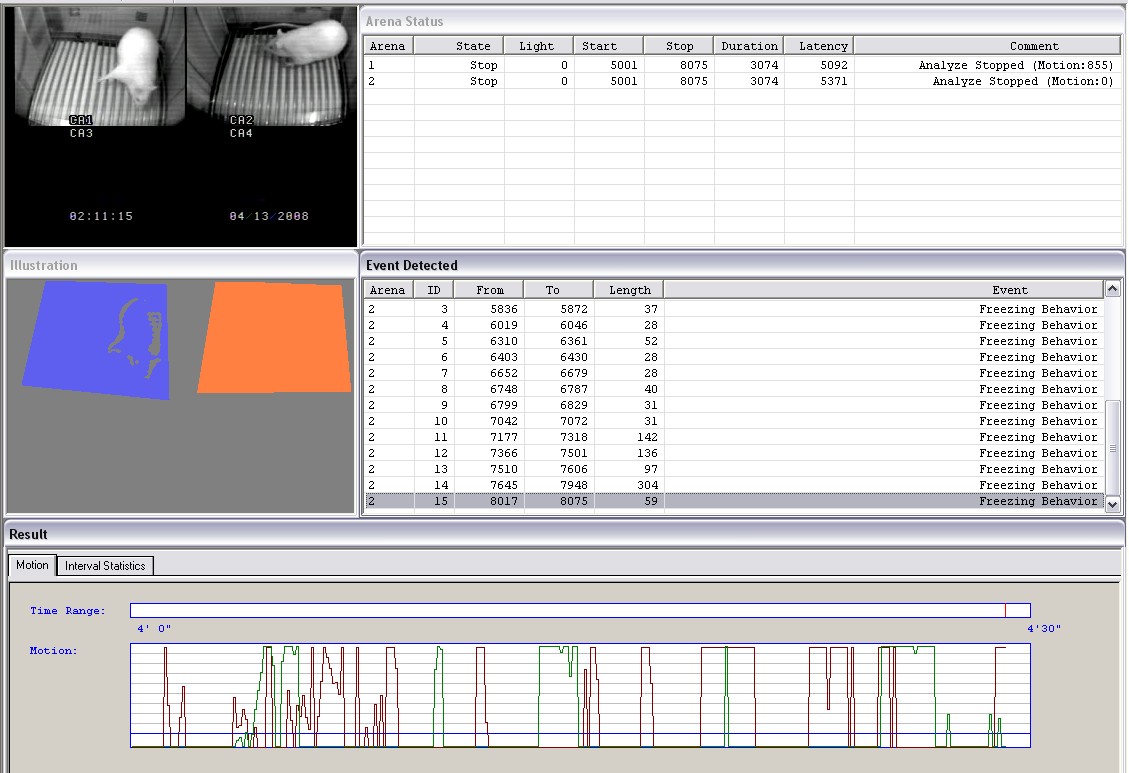 CA1 CA2
CA3 CA4
02:11:15 04/13/2008
Arena Status
Arena State Light Start Stop Duration Latency Comment
1 Stop 0 5001 8075 3074 5092 Analyze Stopped (Motion:855)
2 Stop 0 5001 8075 3074 5371 Analyze Stopped (Motion:0)
Illustration
Event Detected
Arena ID From To Length Event
2 3 5836 5872 37 Freezing Behavior
2 4 6019 6046 28 Freezing Behavior
2 5 6310 6361 52 Freezing Behavior
2 6 6403 6430 28 Freezing Behavior
2 7 6652 6679 28 Freezing Behavior
2 8 6748 6787 40 Freezing Behavior
2 9 6799 6829 31 Freezing Behavior
2 10 7042 7072 31 Freezing Behavior
2 11 7177 7318 142 Freezing Behavior
2 12 7366 7501 136 Freezing Behavior
2 13 7510 7606 97 Freezing Behavior
2 14 7645 7948 304 Freezing Behavior
2 15 8017 8075 59 Freezing Behavior
Result
Motion Interval Statistics
Time Range:
4' 0" 4'30"
Motion: